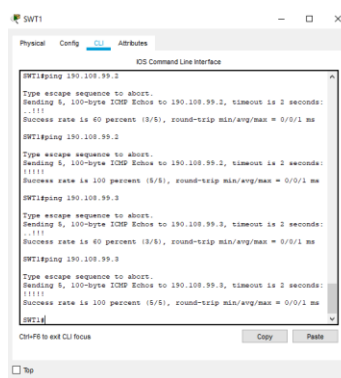 SWT1
Physical Config CLI Attributes
IOS Command Line Interface
SWT1#ping 190.108.99.2
Type escape sequence to abort.
Sending 5, 100-byte ICMP Echos to 190.108.99.2, timeout is 2 seconds:
..!!!
Success rate is 60 percent (3/5), round-trip min/avg/max = 0/0/1 ms
SWT1#ping 190.108.99.2
Type escape sequence to abort.
Sending 5, 100-byte ICMP Echos to 190.108.99.2, timeout is 2 seconds:
!!!!!
Success rate is 100 percent (5/5), round-trip min/avg/max = 0/0/1 ms
SWT1#ping 190.108.99.3
Type escape sequence to abort.
Sending 5, 100-byte ICMP Echos to 190.108.99.3, timeout is 2 seconds:
..!!!
Success rate is 60 percent (3/5), round-trip min/avg/max = 0/0/1 ms
SWT1#ping 190.108.99.3
Type escape sequence to abort.
Sending 5, 100-byte ICMP Echos to 190.108.99.3, timeout is 2 seconds:
!!!!!
Success rate is 100 percent (5/5), round-trip min/avg/max = 0/0/1 ms
SWT1#
Ctrl+F6 to exit CLI focus Copy Paste
Top